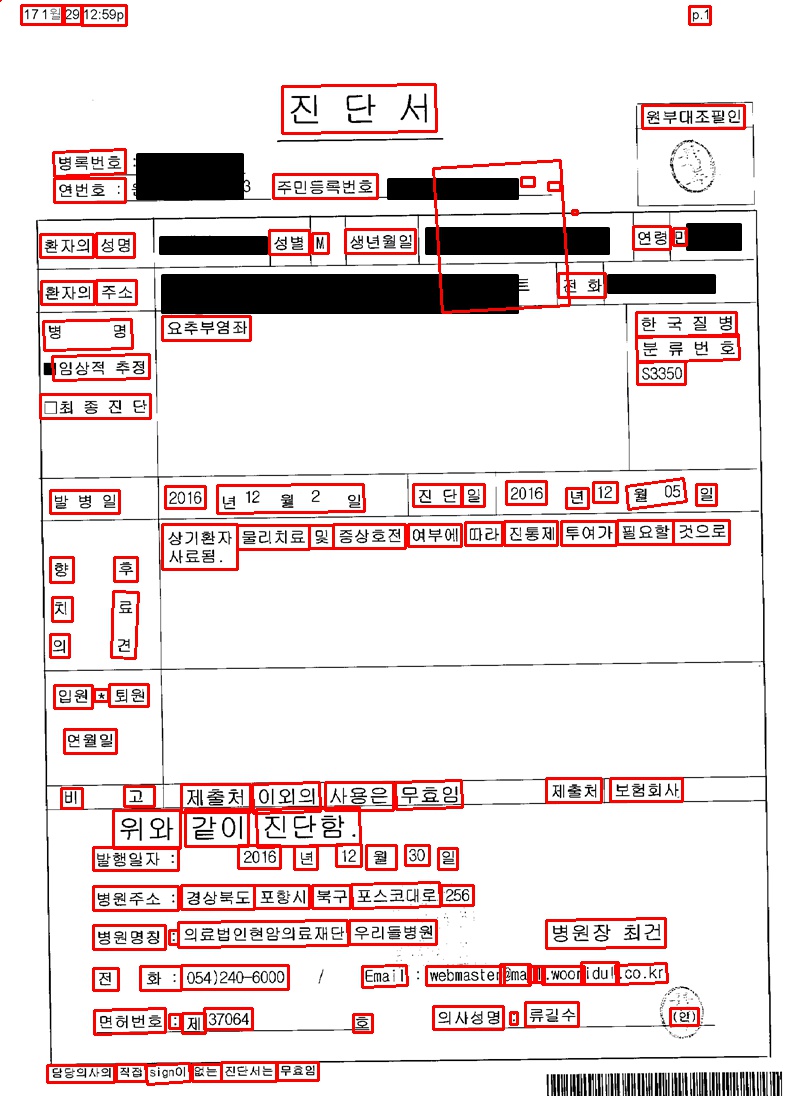 17 1월 29 12:59p p.1
진 단 서
원부대조필인
병록번호 :
연번호 : 3 주민등록번호
환자의 성명 성별 M 생년월일 연령 만
환자의 주소 트 전 화
병 명 요추부염좌 한 국 질 병
분 류 번 호
■임상적 추정 S3350
□최 종 진 단
발 병 일 2016 년 12 월 2 일 진 단 일 2016 년 12 월 05 일
상기환자 물리치료 및 증상호전 여부에 따라 진통제 투여가 필요할 것으로
사료됨.
향 후
치 료
의 견
입원 * 퇴원
연월일
비 고 제출처 이외의 사용은 무효임 제출처 보험회사
위와 같이 진단함.
발행일자 : 2016 년 12 월 30 일
병원주소 : 경상북도 포항시 북구 포스코대로 256
병원명칭 : 의료법인현암의료재단 우리들병원 병원장 최건
전 화 : 054)240-6000 / Email : webmaster@mail.wooridul.co.kr
면허번호 : 제 37064 호 의사성명 : 류길수 (인)
담당의사의 직접 sign이 없는 진단서는 무효임